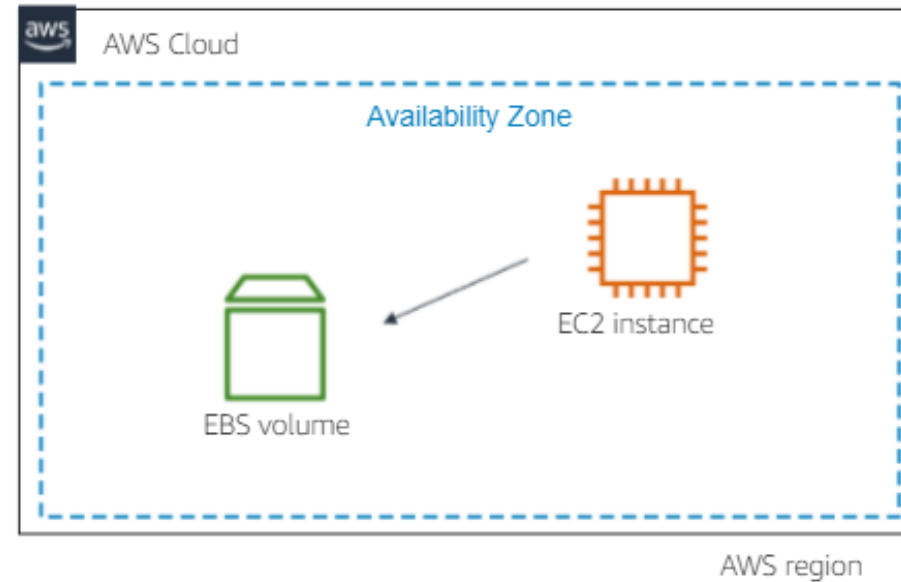 aws
AWS Cloud
Availability Zone
EC2 instance
EBS volume
AWS region